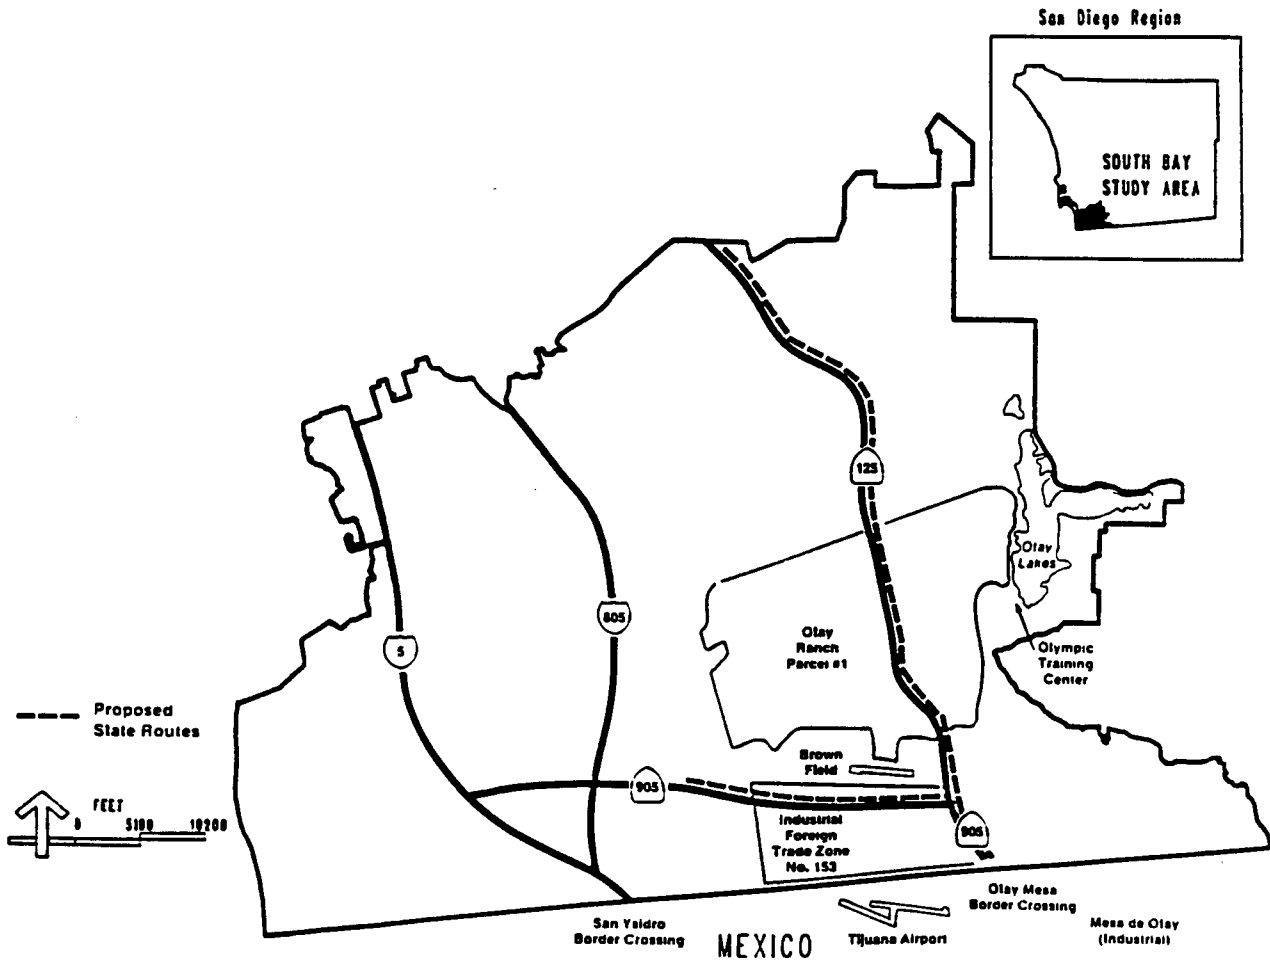 San Diego Region
SOUTH BAY
STUDY AREA
125
Otay
Lakes
805
5
Otay
Ranch
Parcel #1
Olympic
Training
Center
Proposed
State Routes
Brown
Field
905
FEET
0 5100 10200
Industrial
Foreign
Trade Zone
No. 153
905
Otay Mesa
Border Crossing
San Ysidro
Border Crossing
MEXICO
Tijuana Airport
Mesa de Otay
(Industrial)